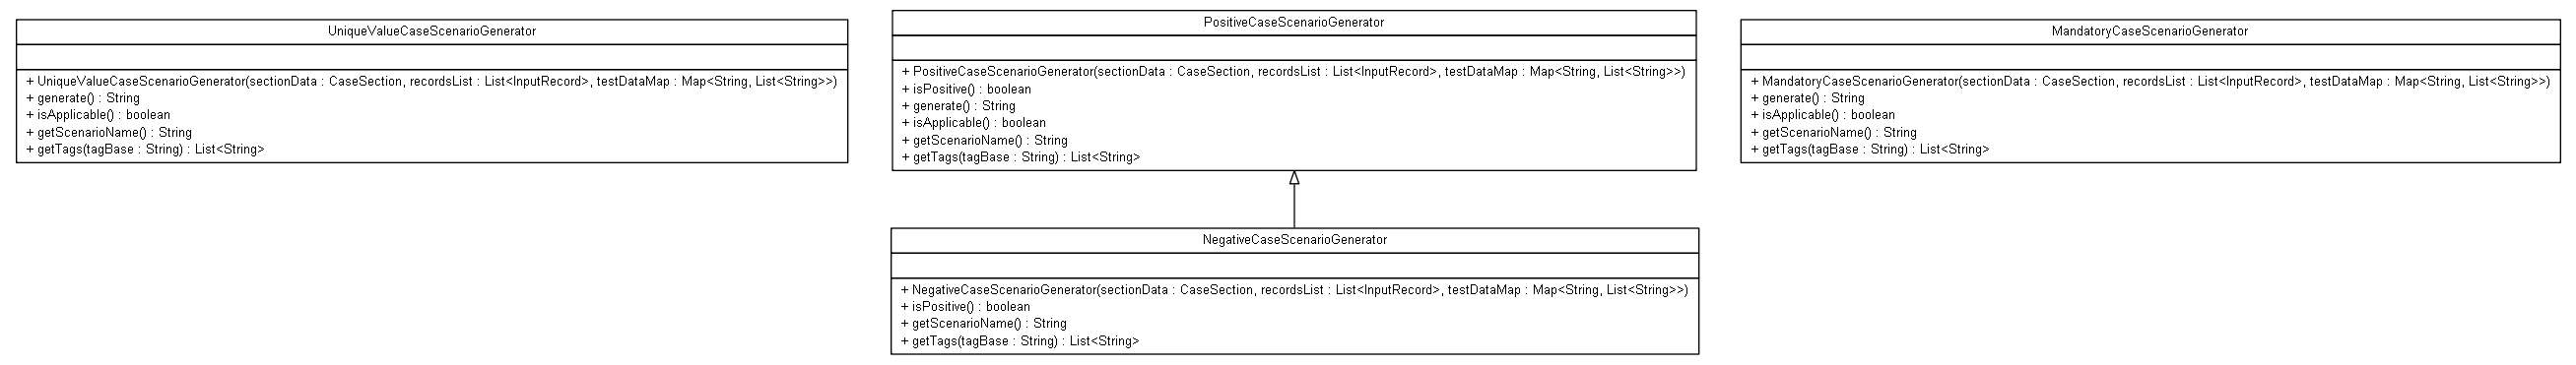 UniqueValueCaseScenarioGenerator
+ UniqueValueCaseScenarioGenerator(sectionData : CaseSection, recordsList : List<InputRecord>, testDataMap : Map<String, List<String>>)
+ generate() : String
+ isApplicable() : boolean
+ getScenarioName() : String
+ getTags(tagBase : String) : List<String>
PositiveCaseScenarioGenerator
+ PositiveCaseScenarioGenerator(sectionData : CaseSection, recordsList : List<InputRecord>, testDataMap : Map<String, List<String>>)
+ isPositive() : boolean
+ generate() : String
+ isApplicable() : boolean
+ getScenarioName() : String
+ getTags(tagBase : String) : List<String>
MandatoryCaseScenarioGenerator
+ MandatoryCaseScenarioGenerator(sectionData : CaseSection, recordsList : List<InputRecord>, testDataMap : Map<String, List<String>>)
+ generate() : String
+ isApplicable() : boolean
+ getScenarioName() : String
+ getTags(tagBase : String) : List<String>
NegativeCaseScenarioGenerator
+ NegativeCaseScenarioGenerator(sectionData : CaseSection, recordsList : List<InputRecord>, testDataMap : Map<String, List<String>>)
+ isPositive() : boolean
+ getScenarioName() : String
+ getTags(tagBase : String) : List<String>